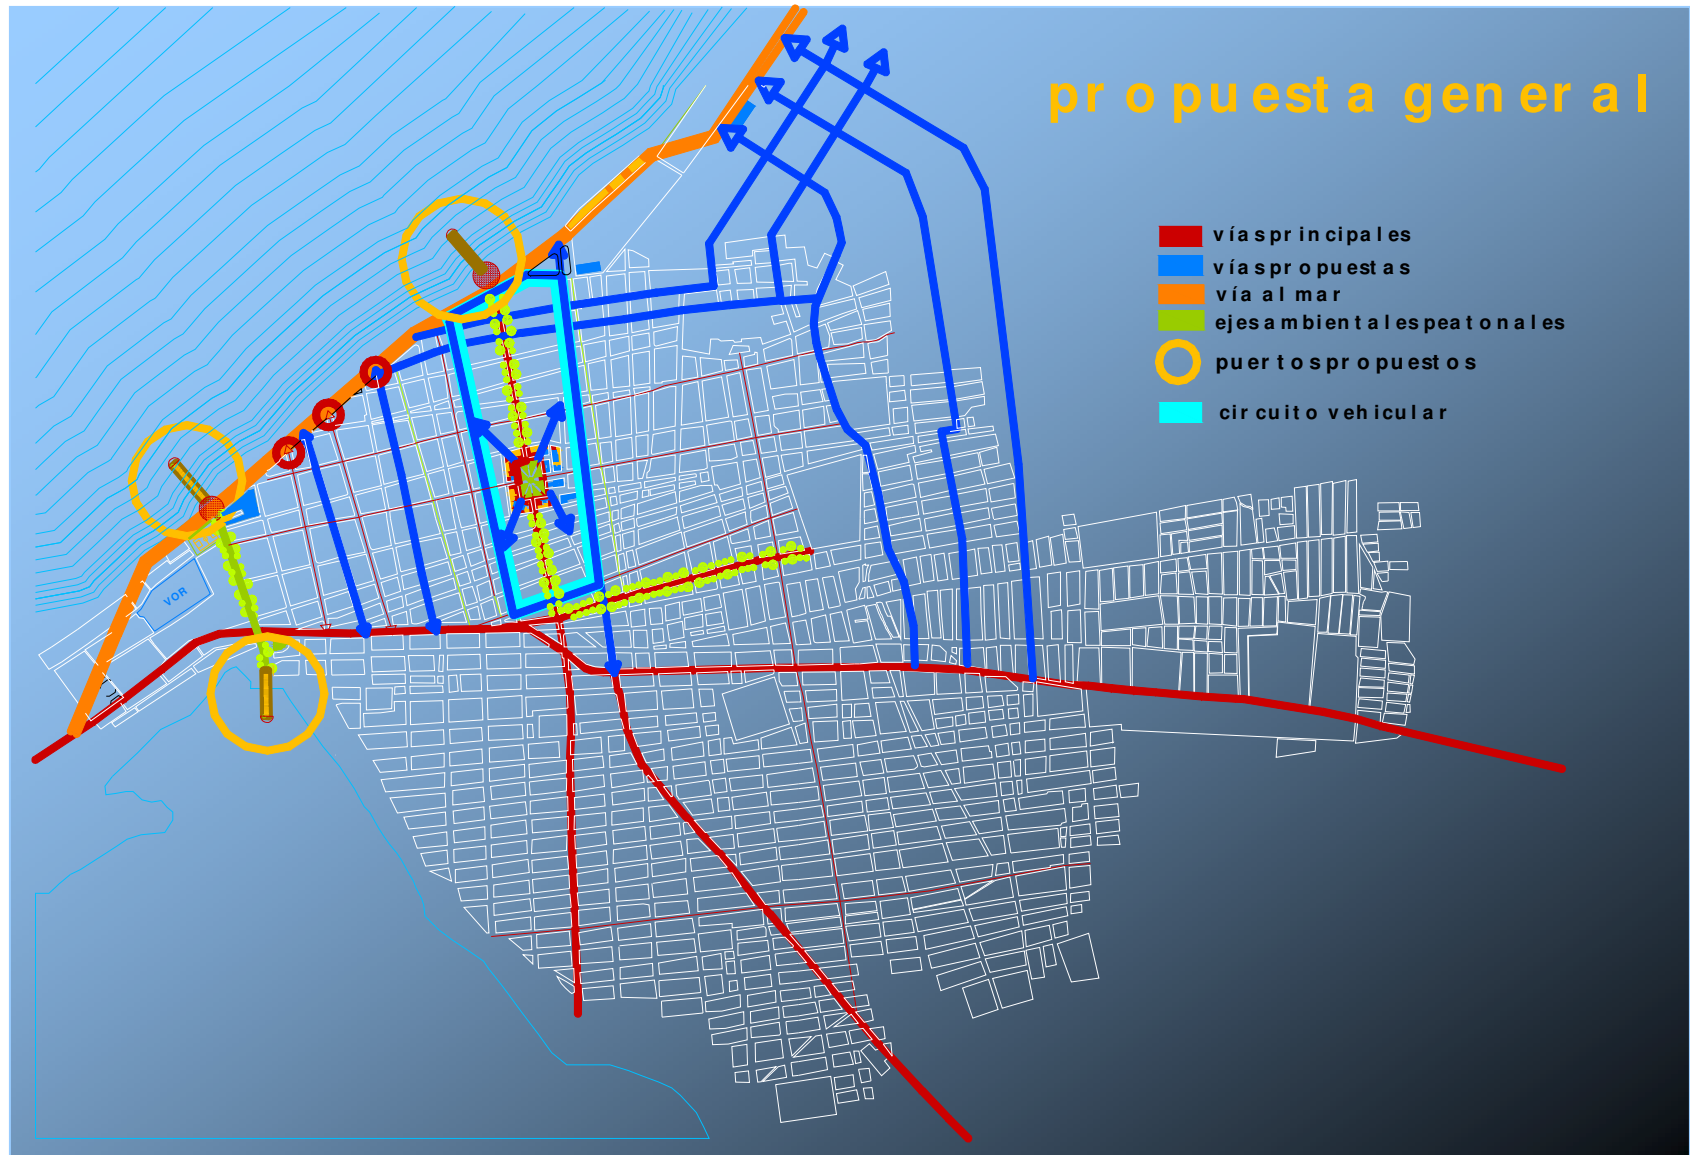 propuesta general
vías principales
vías propuestas
vía al mar
ejes ambientales peatonales
puertos propuestos
circuito vehicular
VOR